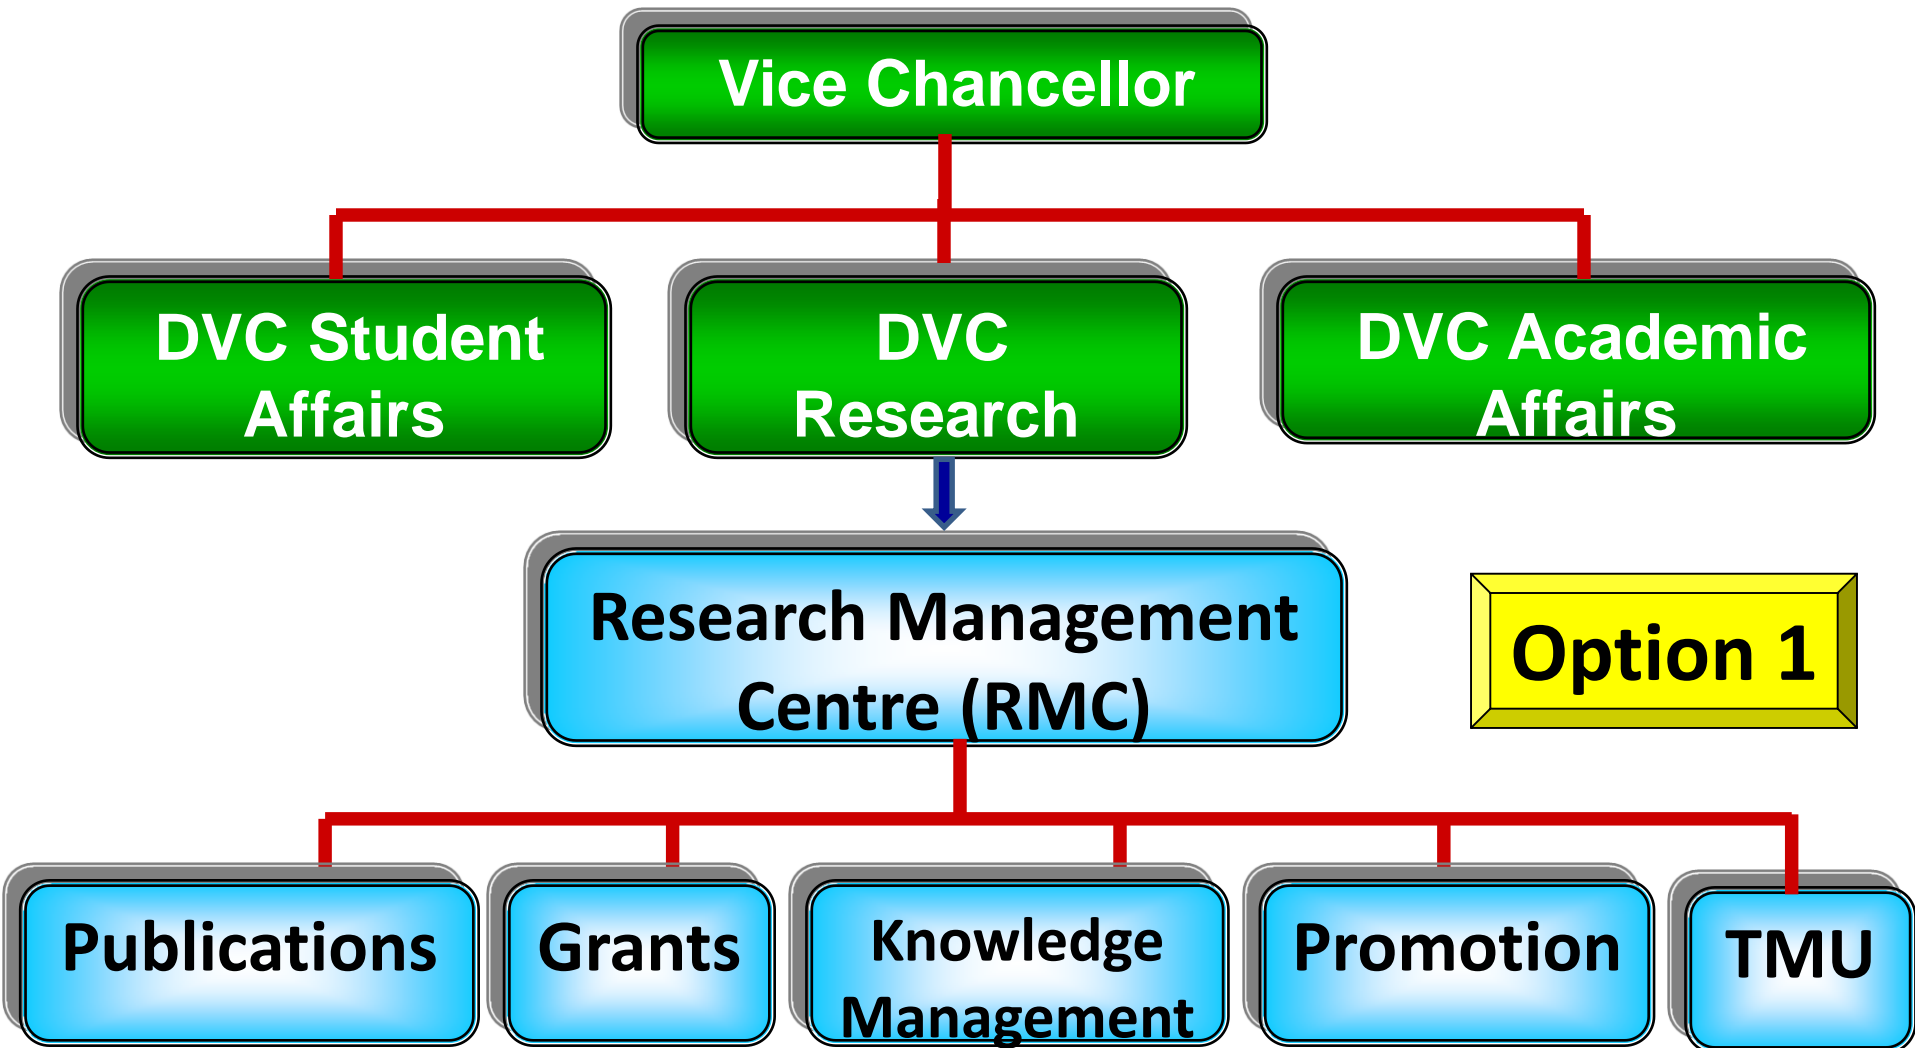 Vice Chancellor
DVC Student
Affairs
DVC
Research
DVC Academic
Affairs
Research Management
Centre (RMC)
Option 1
Publications
Grants
Knowledge
Management
Promotion
TMU